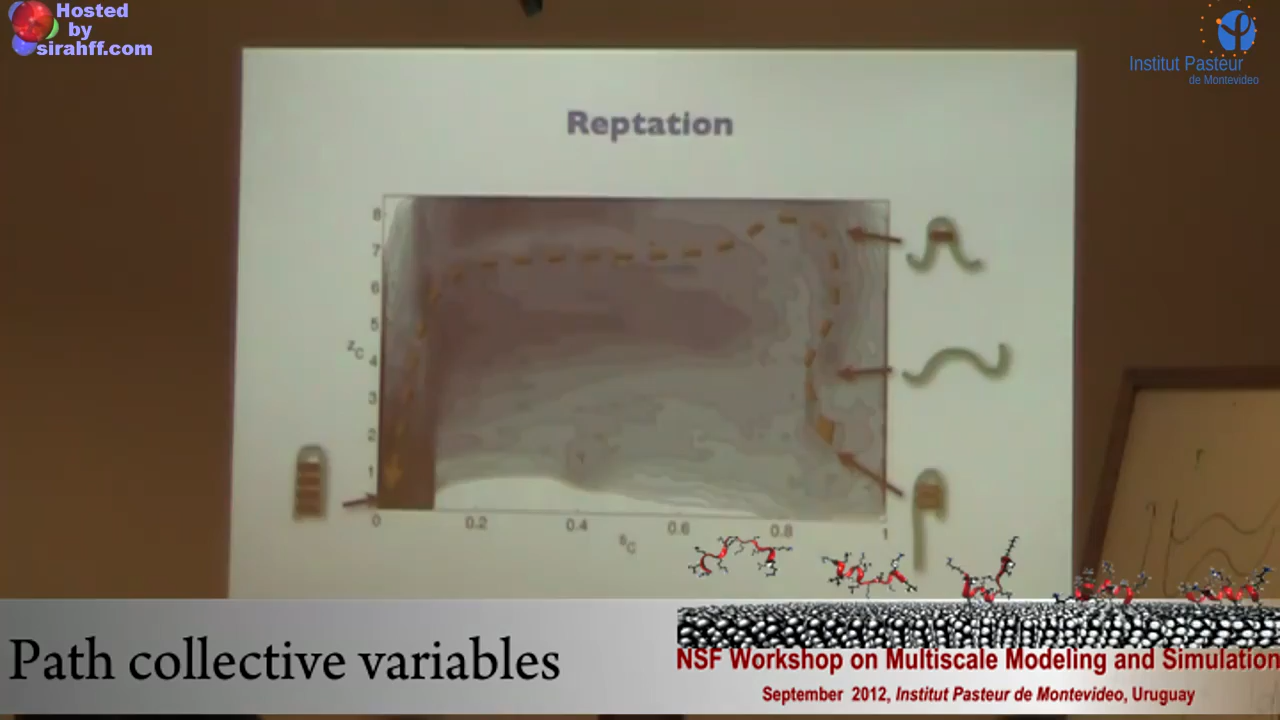 Hosted
by
sirahff.com
Institut Pasteur
de Montevideo
Reptation
8
7
6
5
4
3
2
1
zC
0
0.2
0.4
0.6
0.8
1
sC
Path collective variables
NSF Workshop on Multiscale Modeling and Simulation
September 2012, Institut Pasteur de Montevideo, Uruguay